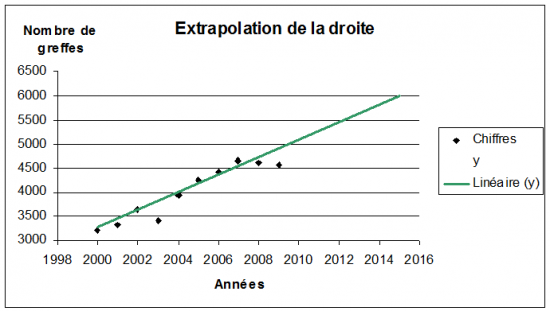 Extrapolation de la droite
Nombre de
greffes
6500
6000
5500
5000
4500
4000
3500
3000
1998 2000 2002 2004 2006 2008 2010 2012 2014 2016
Années
Chiffres
y
Linéaire (y)